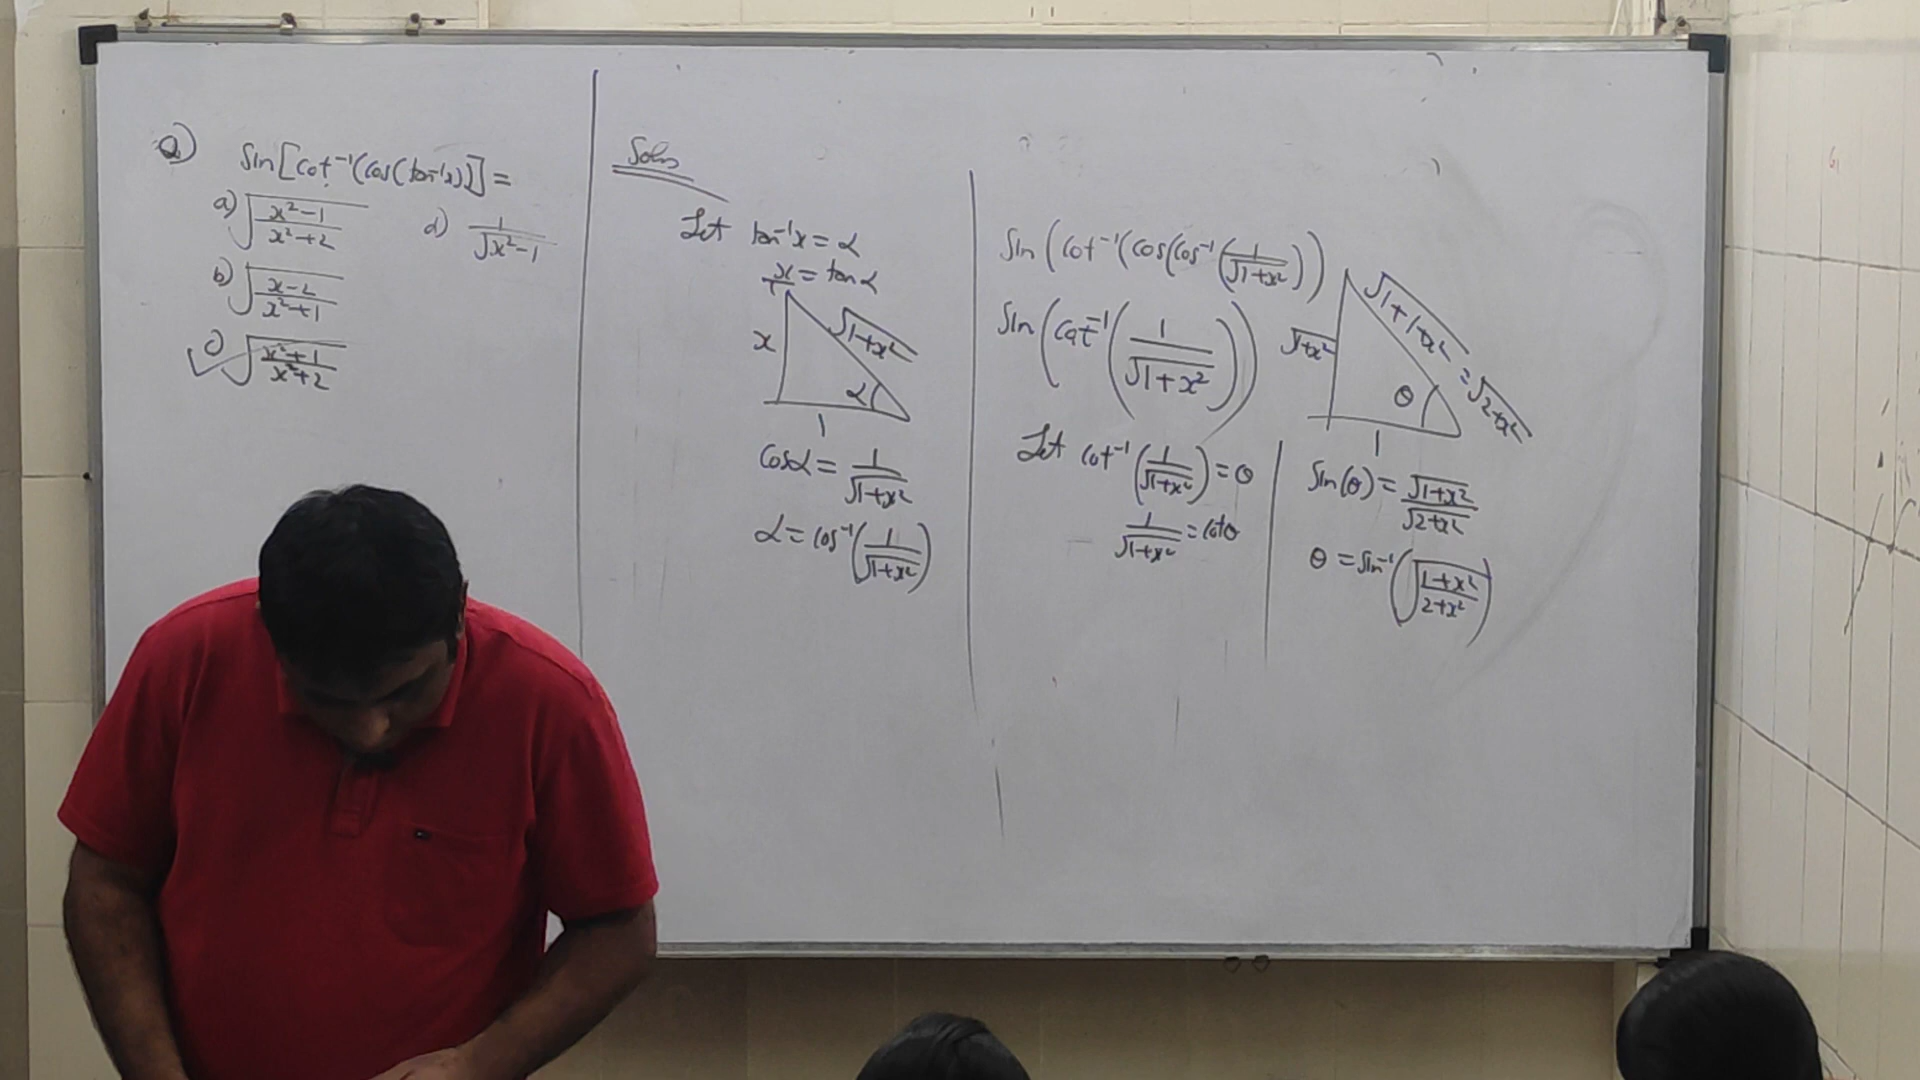 Q)
Sin[Cot⁻¹(Cos(tan⁻¹x)] =
a) √((x²-1)/(x²+2))
d) 1/√(x²-1)
b) √((x-2)/(x²+1))
c) √((x²+1)/(x²+2))
Soln
Let tan⁻¹x = α
x/1 = tanα
x
√(1+x²)
α
1
Cosα = 1/√(1+x²)
α = Cos⁻¹(1/√(1+x²))
Sin(Cot⁻¹(Cos(Cos⁻¹(1/√(1+x²))))
Sin(Cot⁻¹(1/√(1+x²)))
Let Cot⁻¹(1/√(1+x²)) = θ
1/√(1+x²) = Cotθ
√(1+x²)
√(1+1+x²) = √(2+x²)
θ
1
Sin(θ) = √(1+x²)/√(2+x²)
θ = Sin⁻¹(√((1+x²)/(2+x²)))